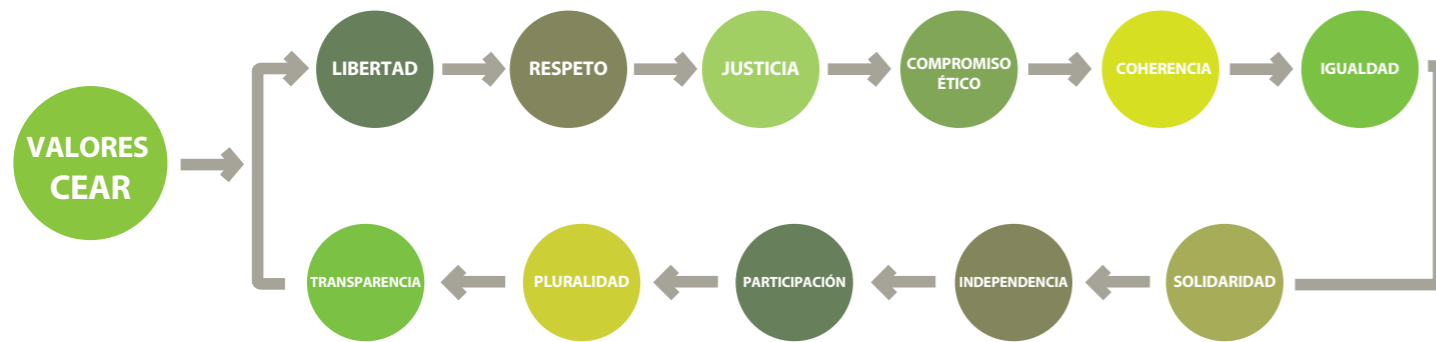 VALORES
CEAR
LIBERTAD
RESPETO
JUSTICIA
COMPROMISO
ÉTICO
COHERENCIA
IGUALDAD
SOLIDARIDAD
INDEPENDENCIA
PARTICIPACIÓN
PLURALIDAD
TRANSPARENCIA